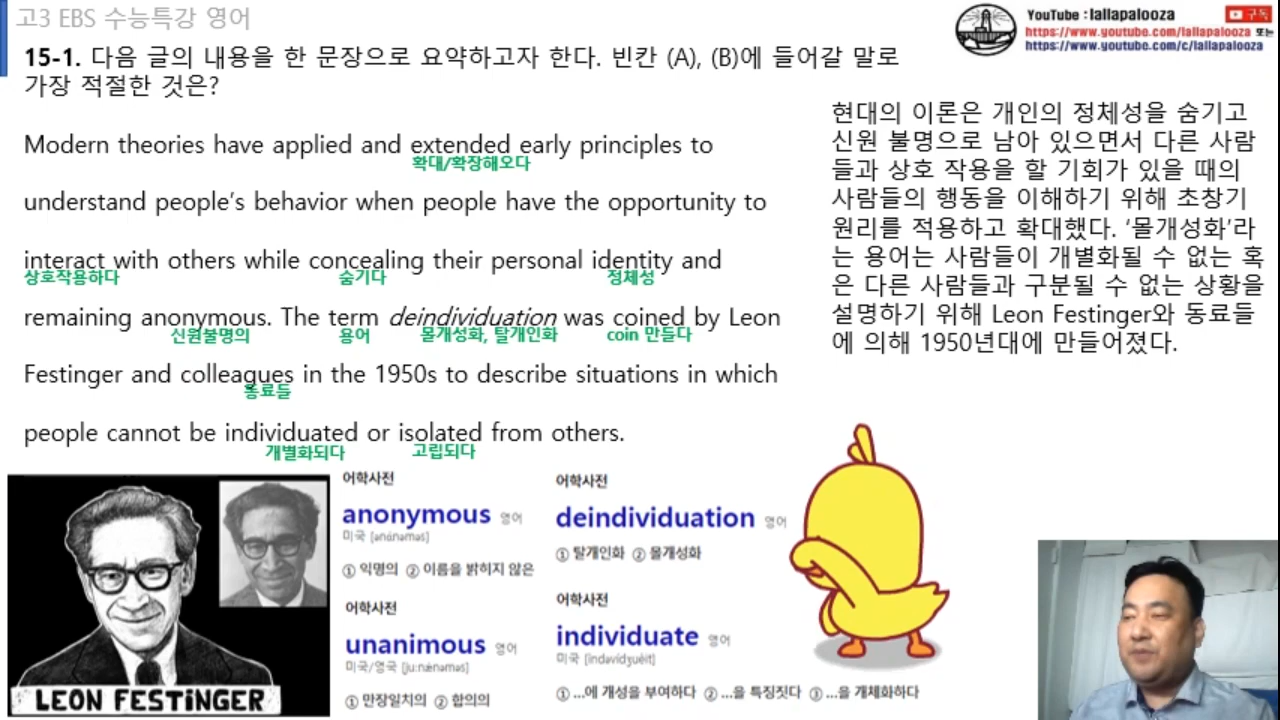 고3 EBS 수능특강 영어
YouTube : lallapalooza
구독
https://www.youtube.com/lallapalooza 또는
https://www.youtube.com/c/lallapalooza
15-1. 다음 글의 내용을 한 문장으로 요약하고자 한다. 빈칸 (A), (B)에 들어갈 말로
가장 적절한 것은?
Modern theories have applied and extended early principles to
확대/확장해오다
understand people's behavior when people have the opportunity to
interact with others while concealing their personal identity and
상호작용하다 숨기다 정체성
remaining anonymous. The term deindividuation was coined by Leon
신원불명의 용어 몰개성화, 탈개인화 coin 만들다
Festinger and colleagues in the 1950s to describe situations in which
동료들
people cannot be individuated or isolated from others.
개별화되다 고립되다
현대의 이론은 개인의 정체성을 숨기고
신원 불명으로 남아 있으면서 다른 사람
들과 상호 작용을 할 기회가 있을 때의
사람들의 행동을 이해하기 위해 초창기
원리를 적용하고 확대했다. ‘몰개성화’라
는 용어는 사람들이 개별화될 수 없는 혹
은 다른 사람들과 구분될 수 없는 상황을
설명하기 위해 Leon Festinger와 동료들
에 의해 1950년대에 만들어졌다.
LEON FESTiNGER
어학사전
anonymous 영어
미국 [ənάnəməs]
① 익명의 ② 이름을 밝히지 않은
어학사전
unanimous 영어
미국/영국 [ju:nǽnəməs]
① 만장일치의 ② 합의의
어학사전
deindividuation 영어
① 탈개인화 ② 몰개성화
어학사전
individuate 영어
미국 [ìndəvídʒuèit]
① ...에 개성을 부여하다 ② ...을 특징짓다 ③ ...을 개체화하다